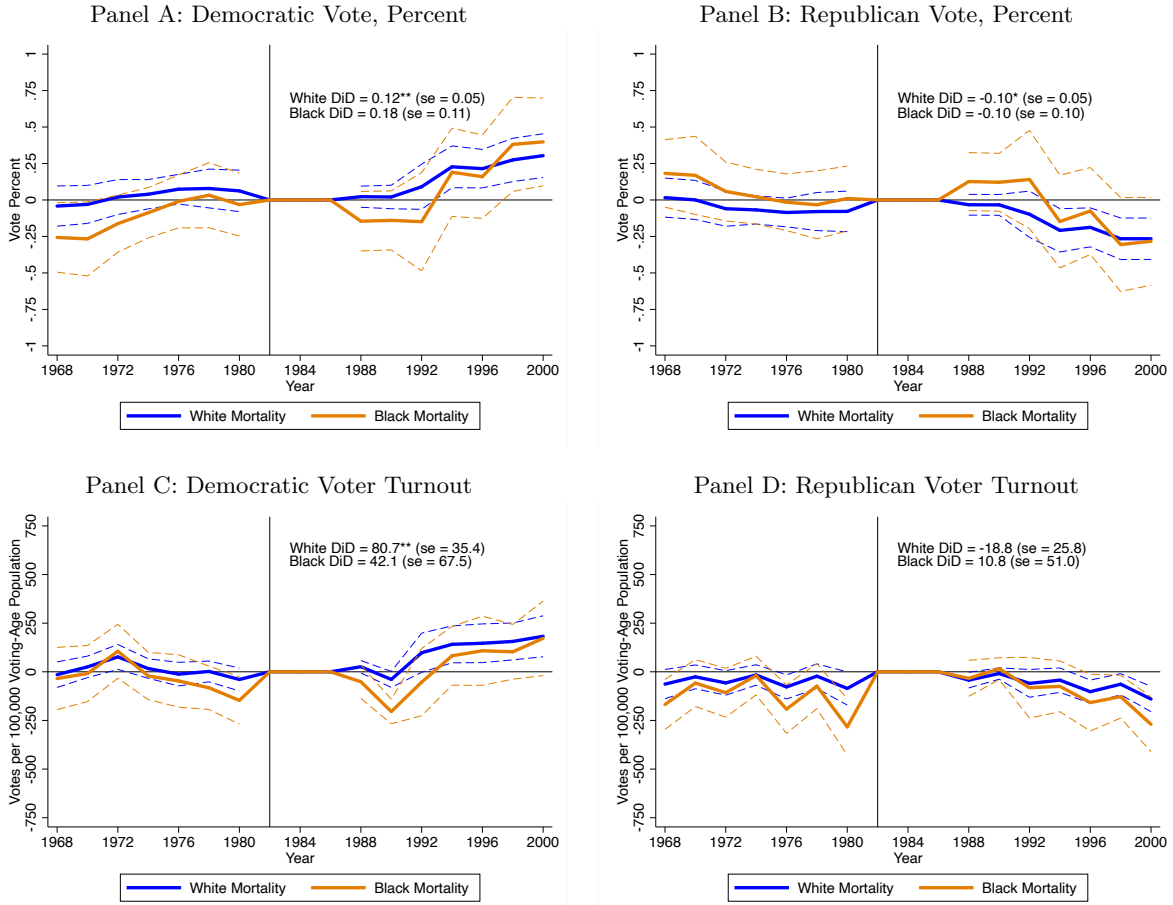 Panel A: Democratic Vote, Percent
White DiD = 0.12** (se = 0.05)
Black DiD = 0.18 (se = 0.11)
Vote Percent
1
.75
.5
.25
0
-.25
-.5
-.75
-1
1968 1972 1976 1980 1984 1988 1992 1996 2000
Year
White Mortality Black Mortality
Panel B: Republican Vote, Percent
White DiD = -0.10* (se = 0.05)
Black DiD = -0.10 (se = 0.10)
Vote Percent
1
.75
.5
.25
0
-.25
-.5
-.75
-1
1968 1972 1976 1980 1984 1988 1992 1996 2000
Year
White Mortality Black Mortality
Panel C: Democratic Voter Turnout
White DiD = 80.7** (se = 35.4)
Black DiD = 42.1 (se = 67.5)
Votes per 100,000 Voting-Age Population
750
500
250
0
-250
-500
-750
1968 1972 1976 1980 1984 1988 1992 1996 2000
Year
White Mortality Black Mortality
Panel D: Republican Voter Turnout
White DiD = -18.8 (se = 25.8)
Black DiD = 10.8 (se = 51.0)
Votes per 100,000 Voting-Age Population
750
500
250
0
-250
-500
-750
1968 1972 1976 1980 1984 1988 1992 1996 2000
Year
White Mortality Black Mortality